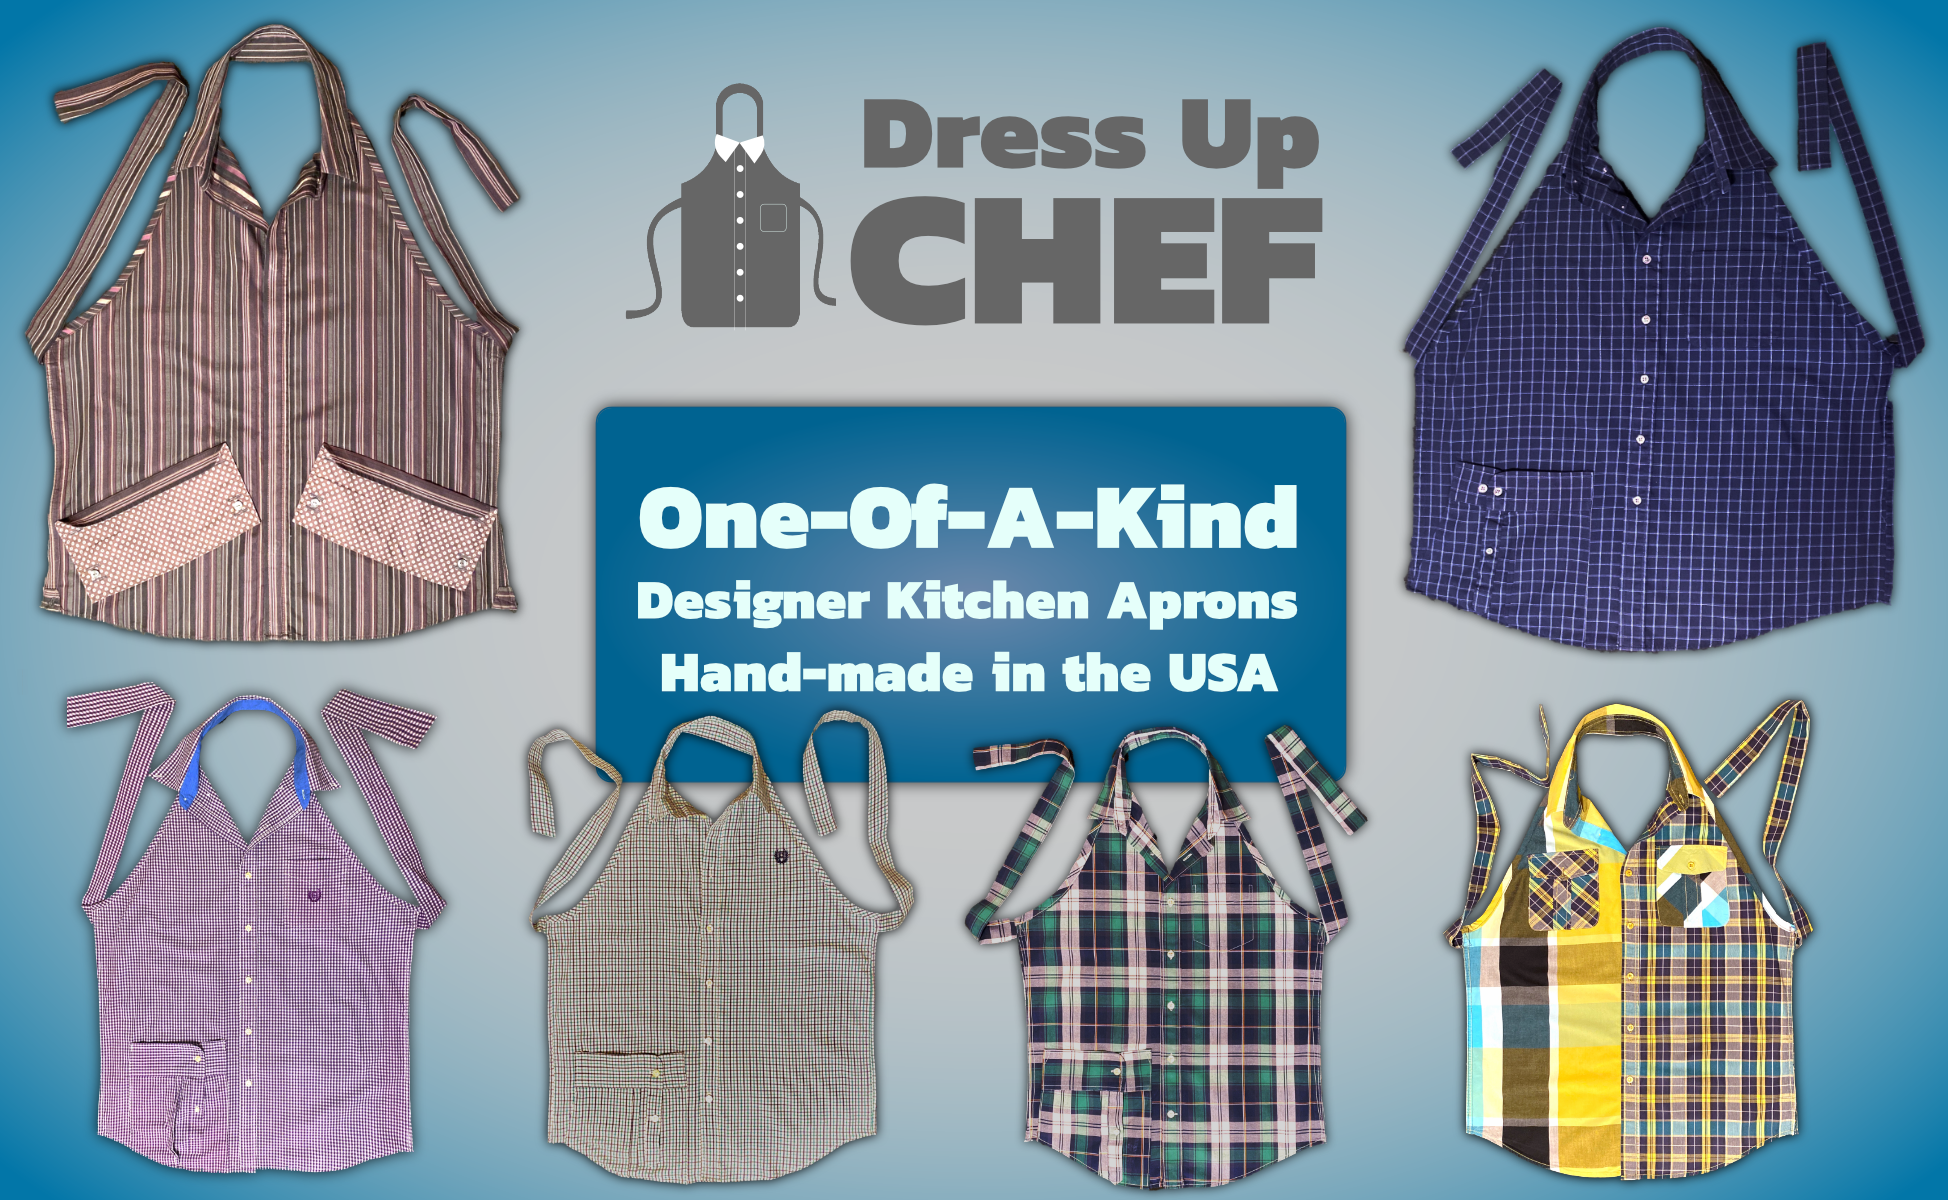 Dress Up
CHEF
One-Of-A-Kind
Designer Kitchen Aprons
Hand-made in the USA